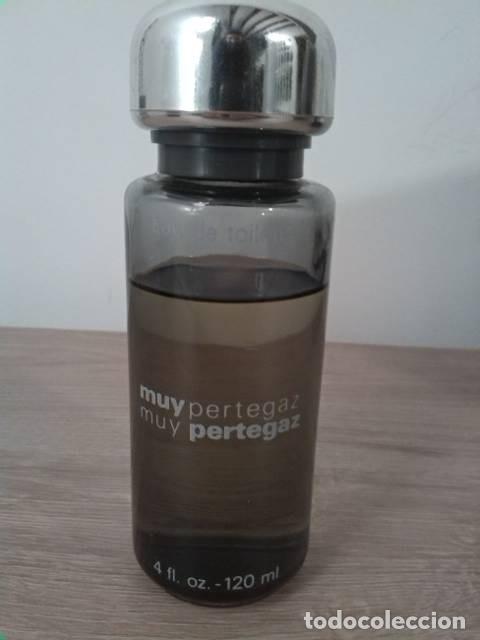 Eau de toilette
muy pertegaz
muy pertegaz
4 fl. oz. - 120 ml
todocoleccion